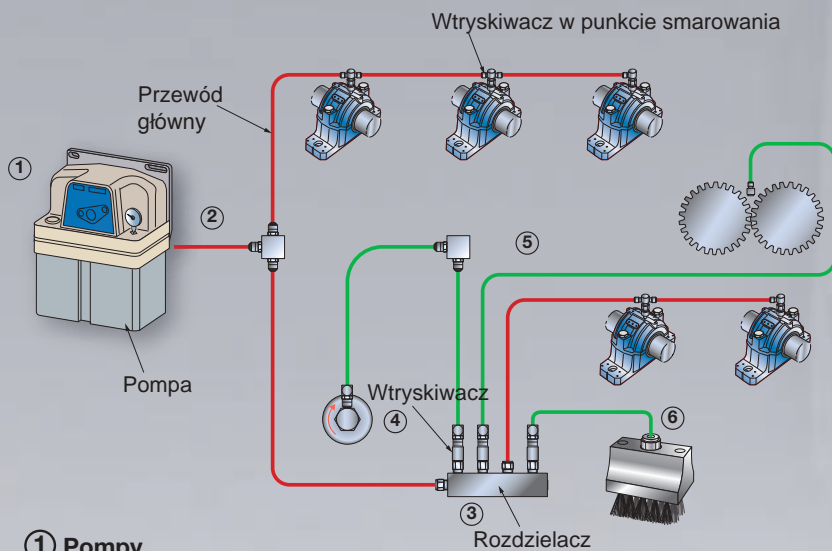 Wtryskiwacz w punkcie smarowania
Przewód
główny
1
2
5
Pompa
Wtryskiwacz
4
6
3
Rozdzielacz
1 Pompy